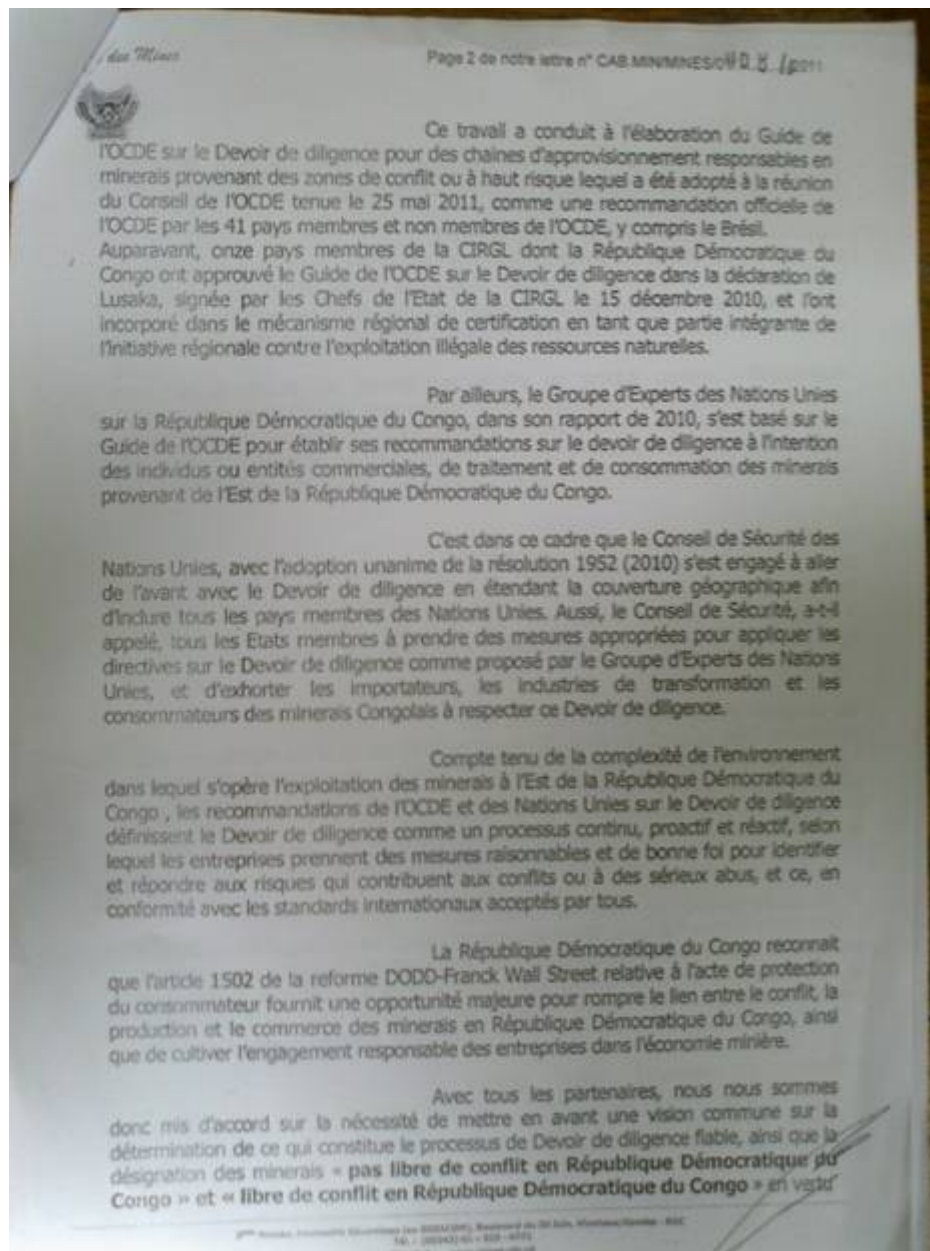 des Mines
Page 2 de notre lettre n° CAB.MIN/MINES/01/
Ce travail a conduit à l'élaboration du Guide de
l'OCDE sur le Devoir de diligence pour des chaines d'approvisionnement responsables en
minerais provenant des zones de conflit ou à haut risque lequel a été adopté à la réunion
du Conseil de l'OCDE tenue le 25 mai 2011, comme une recommandation officielle de
l'OCDE par les 41 pays membres et non membres de l'OCDE, y compris le Brésil.
Auparavant, onze pays membres de la CIRGL dont la République Démocratique du
Congo ont approuvé le Guide de l'OCDE sur le Devoir de diligence dans la déclaration de
Lusaka, signée par les Chefs de l'Etat de la CIRGL le 15 décembre 2010, et l'ont
incorporé dans le mécanisme régional de certification en tant que partie intégrante de
l'Initiative régionale contre l'exploitation illégale des ressources naturelles.
Par ailleurs, le Groupe d'Experts des Nations Unies
sur la République Démocratique du Congo, dans son rapport de 2010, s'est basé sur le
Guide de l'OCDE pour établir ses recommandations sur le devoir de diligence à l'intention
des individus ou entités commerciales, de traitement et de consommation des minerais
provenant de l'Est de la République Démocratique du Congo.
C'est dans ce cadre que le Conseil de Sécurité des
Nations Unies, avec l'adoption unanime de la résolution 1952 (2010) s'est engagé à aller
de l'avant avec le Devoir de diligence en étendant la couverture géographique afin
d'inclure tous les pays membres des Nations Unies. Aussi, le Conseil de Sécurité, a-t-il
appelé, tous les Etats membres à prendre des mesures appropriées pour appliquer les
directives sur le Devoir de diligence comme proposé par le Groupe d'Experts des Nations
Unies, et d'exhorter les importateurs, les industries de transformation et les
consommateurs des minerais Congolais à respecter ce Devoir de diligence.
Compte tenu de la complexité de l'environnement
dans lequel s'opère l'exploitation des minerais à l'Est de la République Démocratique du
Congo , les recommandations de l'OCDE et des Nations Unies sur le Devoir de diligence
définissent le Devoir de diligence comme un processus continu, proactif et réactif, selon
lequel les entreprises prennent des mesures raisonnables et de bonne foi pour identifier
et répondre aux risques qui contribuent aux conflits ou à des sérieux abus, et ce, en
conformité avec les standards internationaux acceptés par tous.
La République Démocratique du Congo reconnait
que l'article 1502 de la reforme DODD-Franck Wall Street relative à l'acte de protection
du consommateur fournit une opportunité majeure pour rompre le lien entre le conflit, la
production et le commerce des minerais en République Démocratique du Congo, ainsi
que de cultiver l'engagement responsable des entreprises dans l'économie minière.
Avec tous les partenaires, nous nous sommes
donc mis d'accord sur la nécessité de mettre en avant une vision commune sur la
détermination de ce qui constitue le processus de Devoir de diligence fiable, ainsi que la
désignation des minerais « pas libre de conflit en République Démocratique du
Congo » et « libre de conflit en République Démocratique du Congo » en vertu